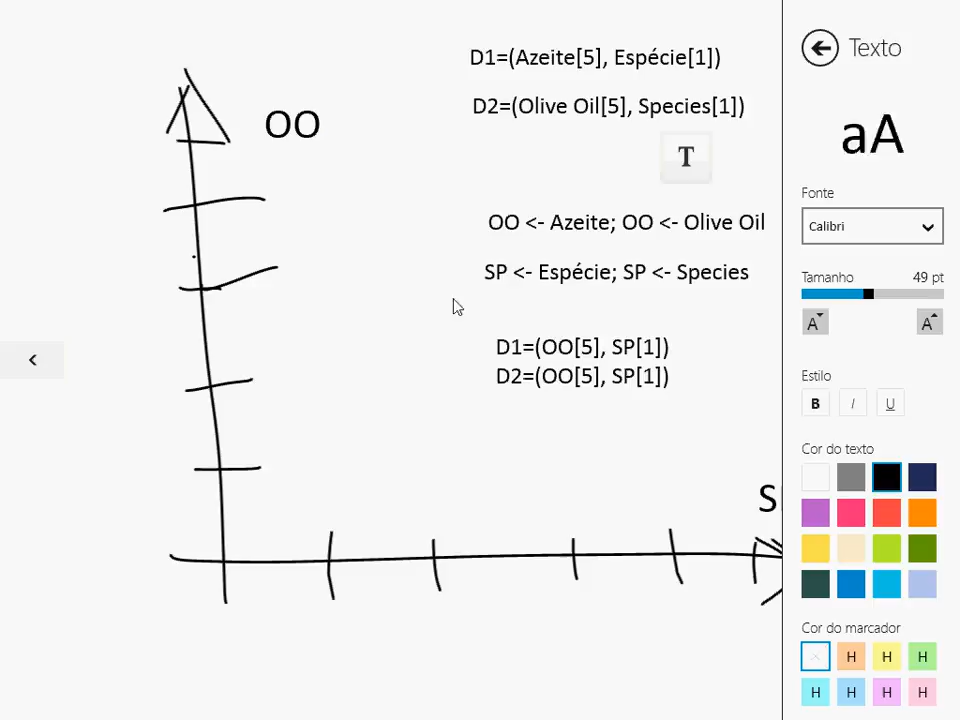 D1=(Azeite[5], Espécie[1])
D2=(Olive Oil[5], Species[1])
T
OO
OO <- Azeite; OO <- Olive Oil
SP <- Espécie; SP <- Species
D1=(OO[5], SP[1])
D2=(OO[5], SP[1])
S
Texto
aA
Fonte
Calibri
Tamanho 49 pt
A A
Estilo
B I U
Cor do texto
Cor do marcador
H H H
H H H H